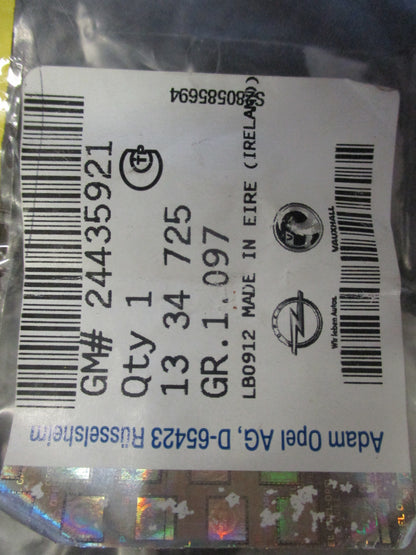 SZ80585694
GM# 24435921
Qty 1
13 34 725
GR.1.097
LB0912 MADE IN EIRE (IRELAND)
VAUXHALL
Wir leben Autos.
Adam Opel AG, D-65423 Rüsselsheim